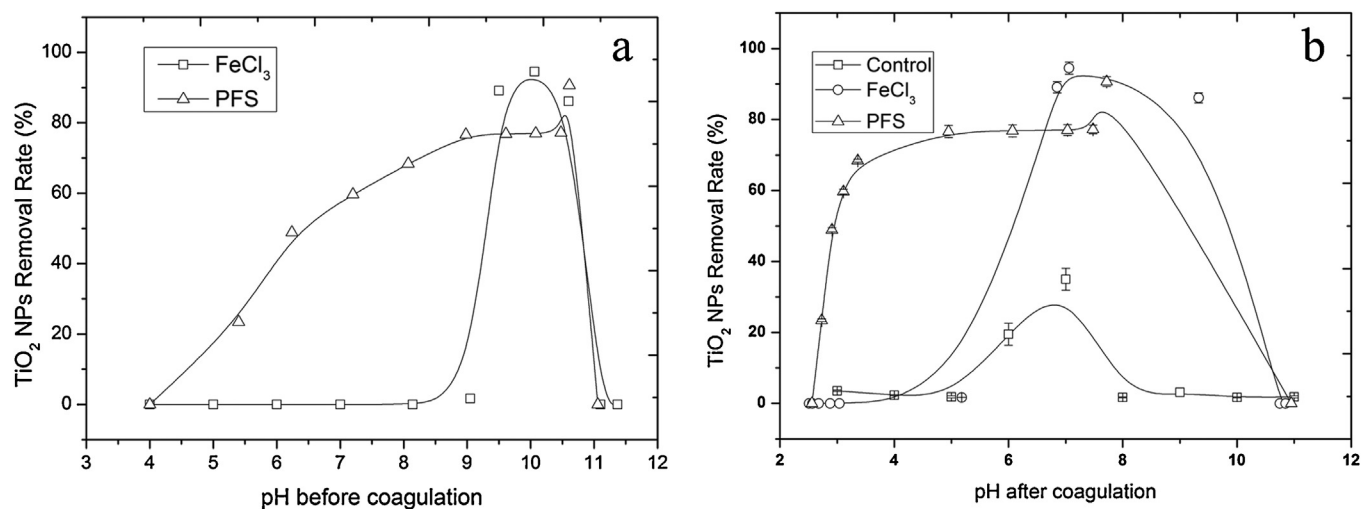 a
FeCl3
PFS
TiO2 NPs Removal Rate (%)
100
80
60
40
20
0
3 4 5 6 7 8 9 10 11 12
pH before coagulation
b
Control
FeCl3
PFS
TiO2 NPs Removal Rate (%)
100
80
60
40
20
0
2 4 6 8 10 12
pH after coagulation